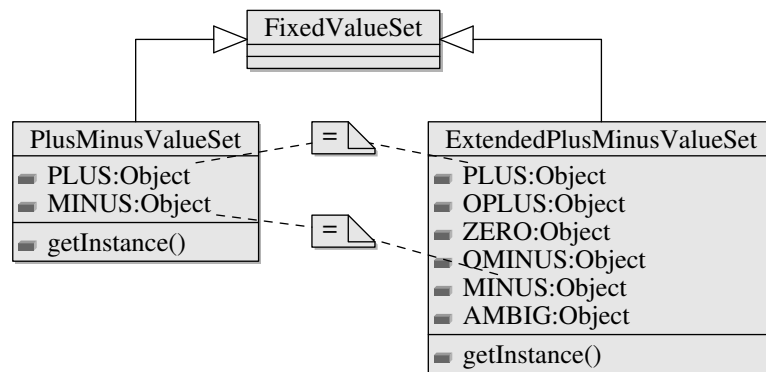 FixedValueSet
PlusMinusValueSet
PLUS:Object
MINUS:Object
getInstance()
=
=
ExtendedPlusMinusValueSet
PLUS:Object
OPLUS:Object
ZERO:Object
OMINUS:Object
MINUS:Object
AMBIG:Object
getInstance()